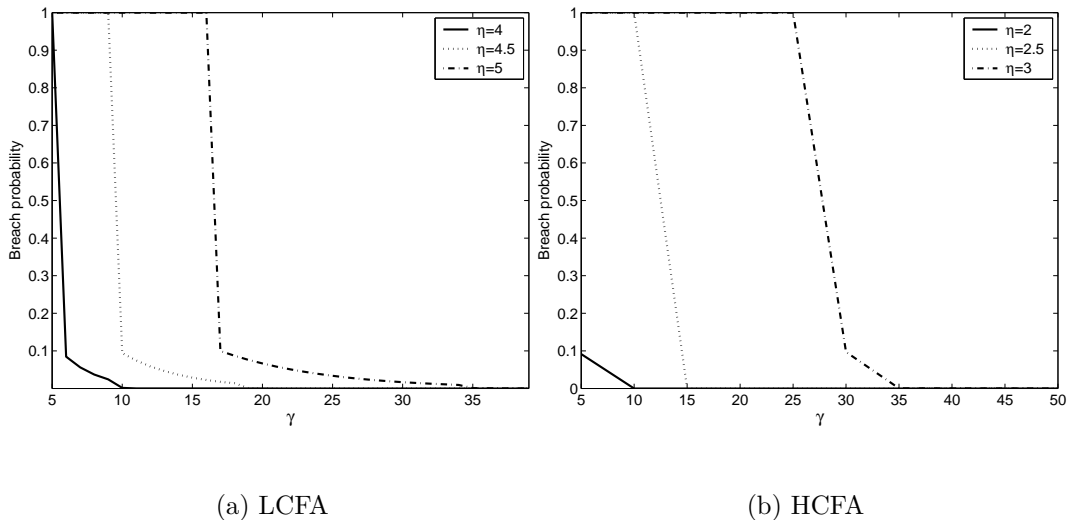 1
0.9
0.8
0.7
0.6
0.5
0.4
0.3
0.2
0.1
Breach probability
5 10 15 20 25 30 35
γ
η=4
η=4.5
η=5
(a) LCFA
1
0.9
0.8
0.7
0.6
0.5
0.4
0.3
0.2
0.1
0
Breach probability
5 10 15 20 25 30 35 40 45 50
γ
η=2
η=2.5
η=3
(b) HCFA